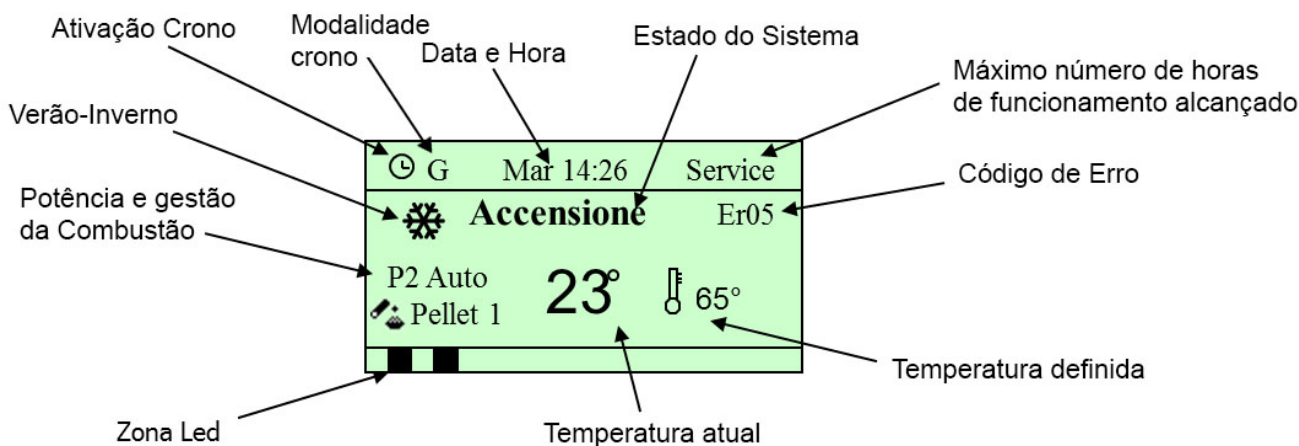 Ativação Crono
Modalidade
crono
Data e Hora
Estado do Sistema
Máximo número de horas
de funcionamento alcançado
Verão-Inverno
Código de Erro
Potência e gestão
da Combustão
G Mar 14:26 Service
Accensione Er05
P2 Auto
Pellet 1
23° 65°
Temperatura definida
Zona Led
Temperatura atual